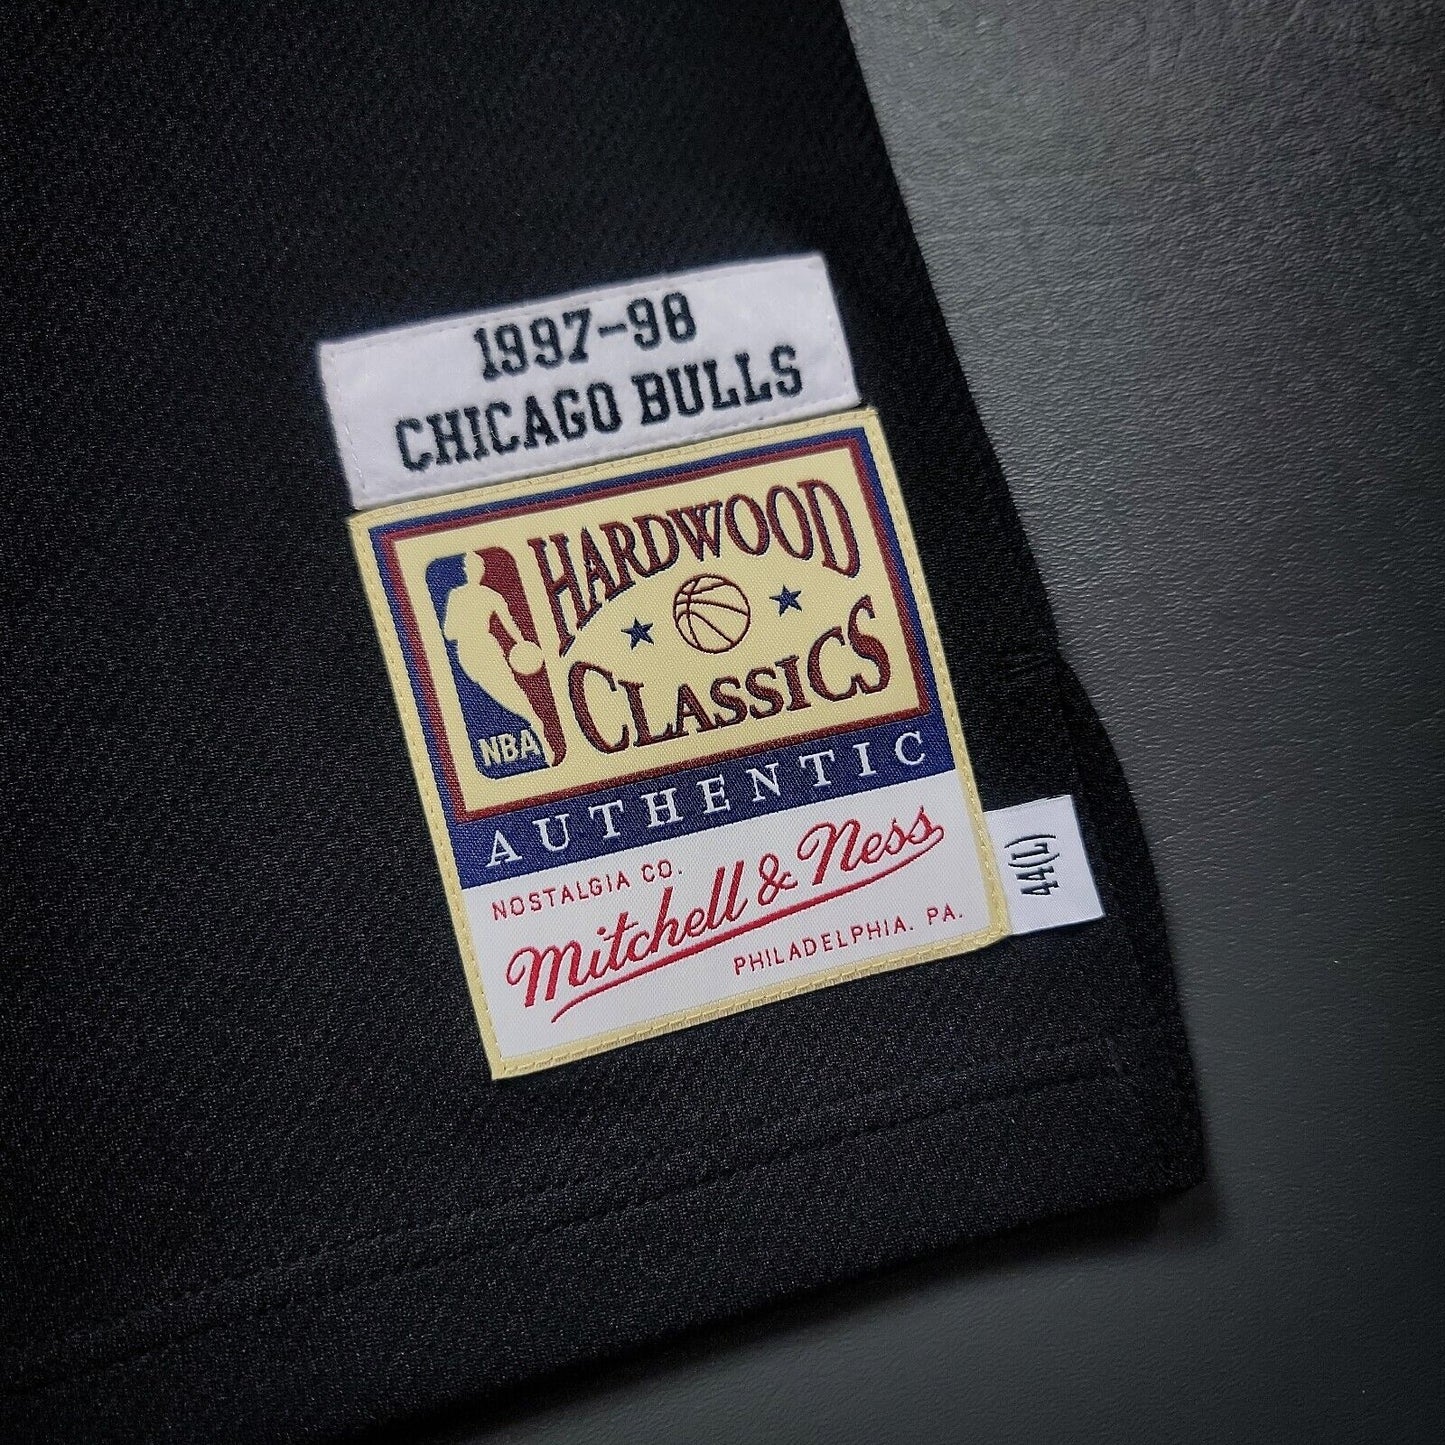 1997-98
CHICAGO BULLS
HARDWOOD
CLASSICS
NBA
AUTHENTIC
NOSTALGIA CO.
Mitchell & Ness
PHILADELPHIA, PA.
44(L)